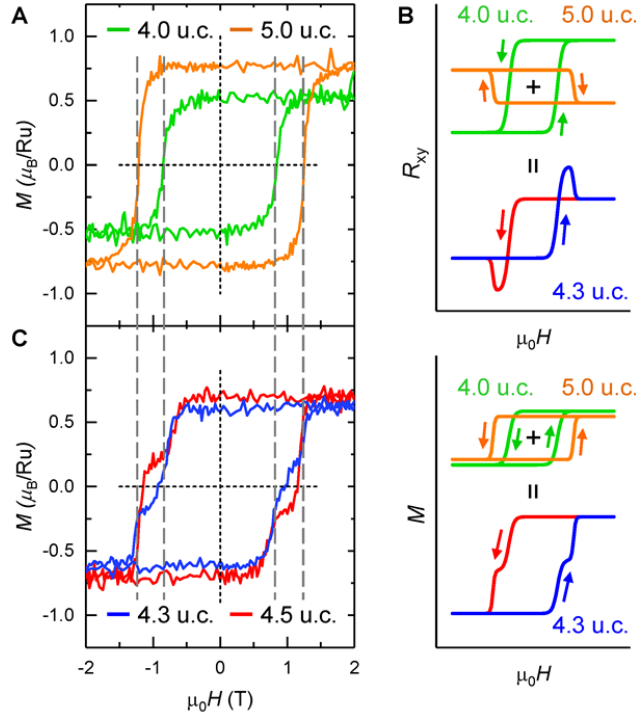 A
4.0 u.c. 5.0 u.c.
1.0
0.5
0.0
-0.5
-1.0
M (μB/Ru)
B
4.0 u.c. 5.0 u.c.
+
=
4.3 u.c.
Rxy
μ0H
C
1.0
0.5
0.0
-0.5
-1.0
M (μB/Ru)
4.3 u.c. 4.5 u.c.
-2 -1 0 1 2
μ0H (T)
4.0 u.c. 5.0 u.c.
+
=
4.3 u.c.
M
μ0H